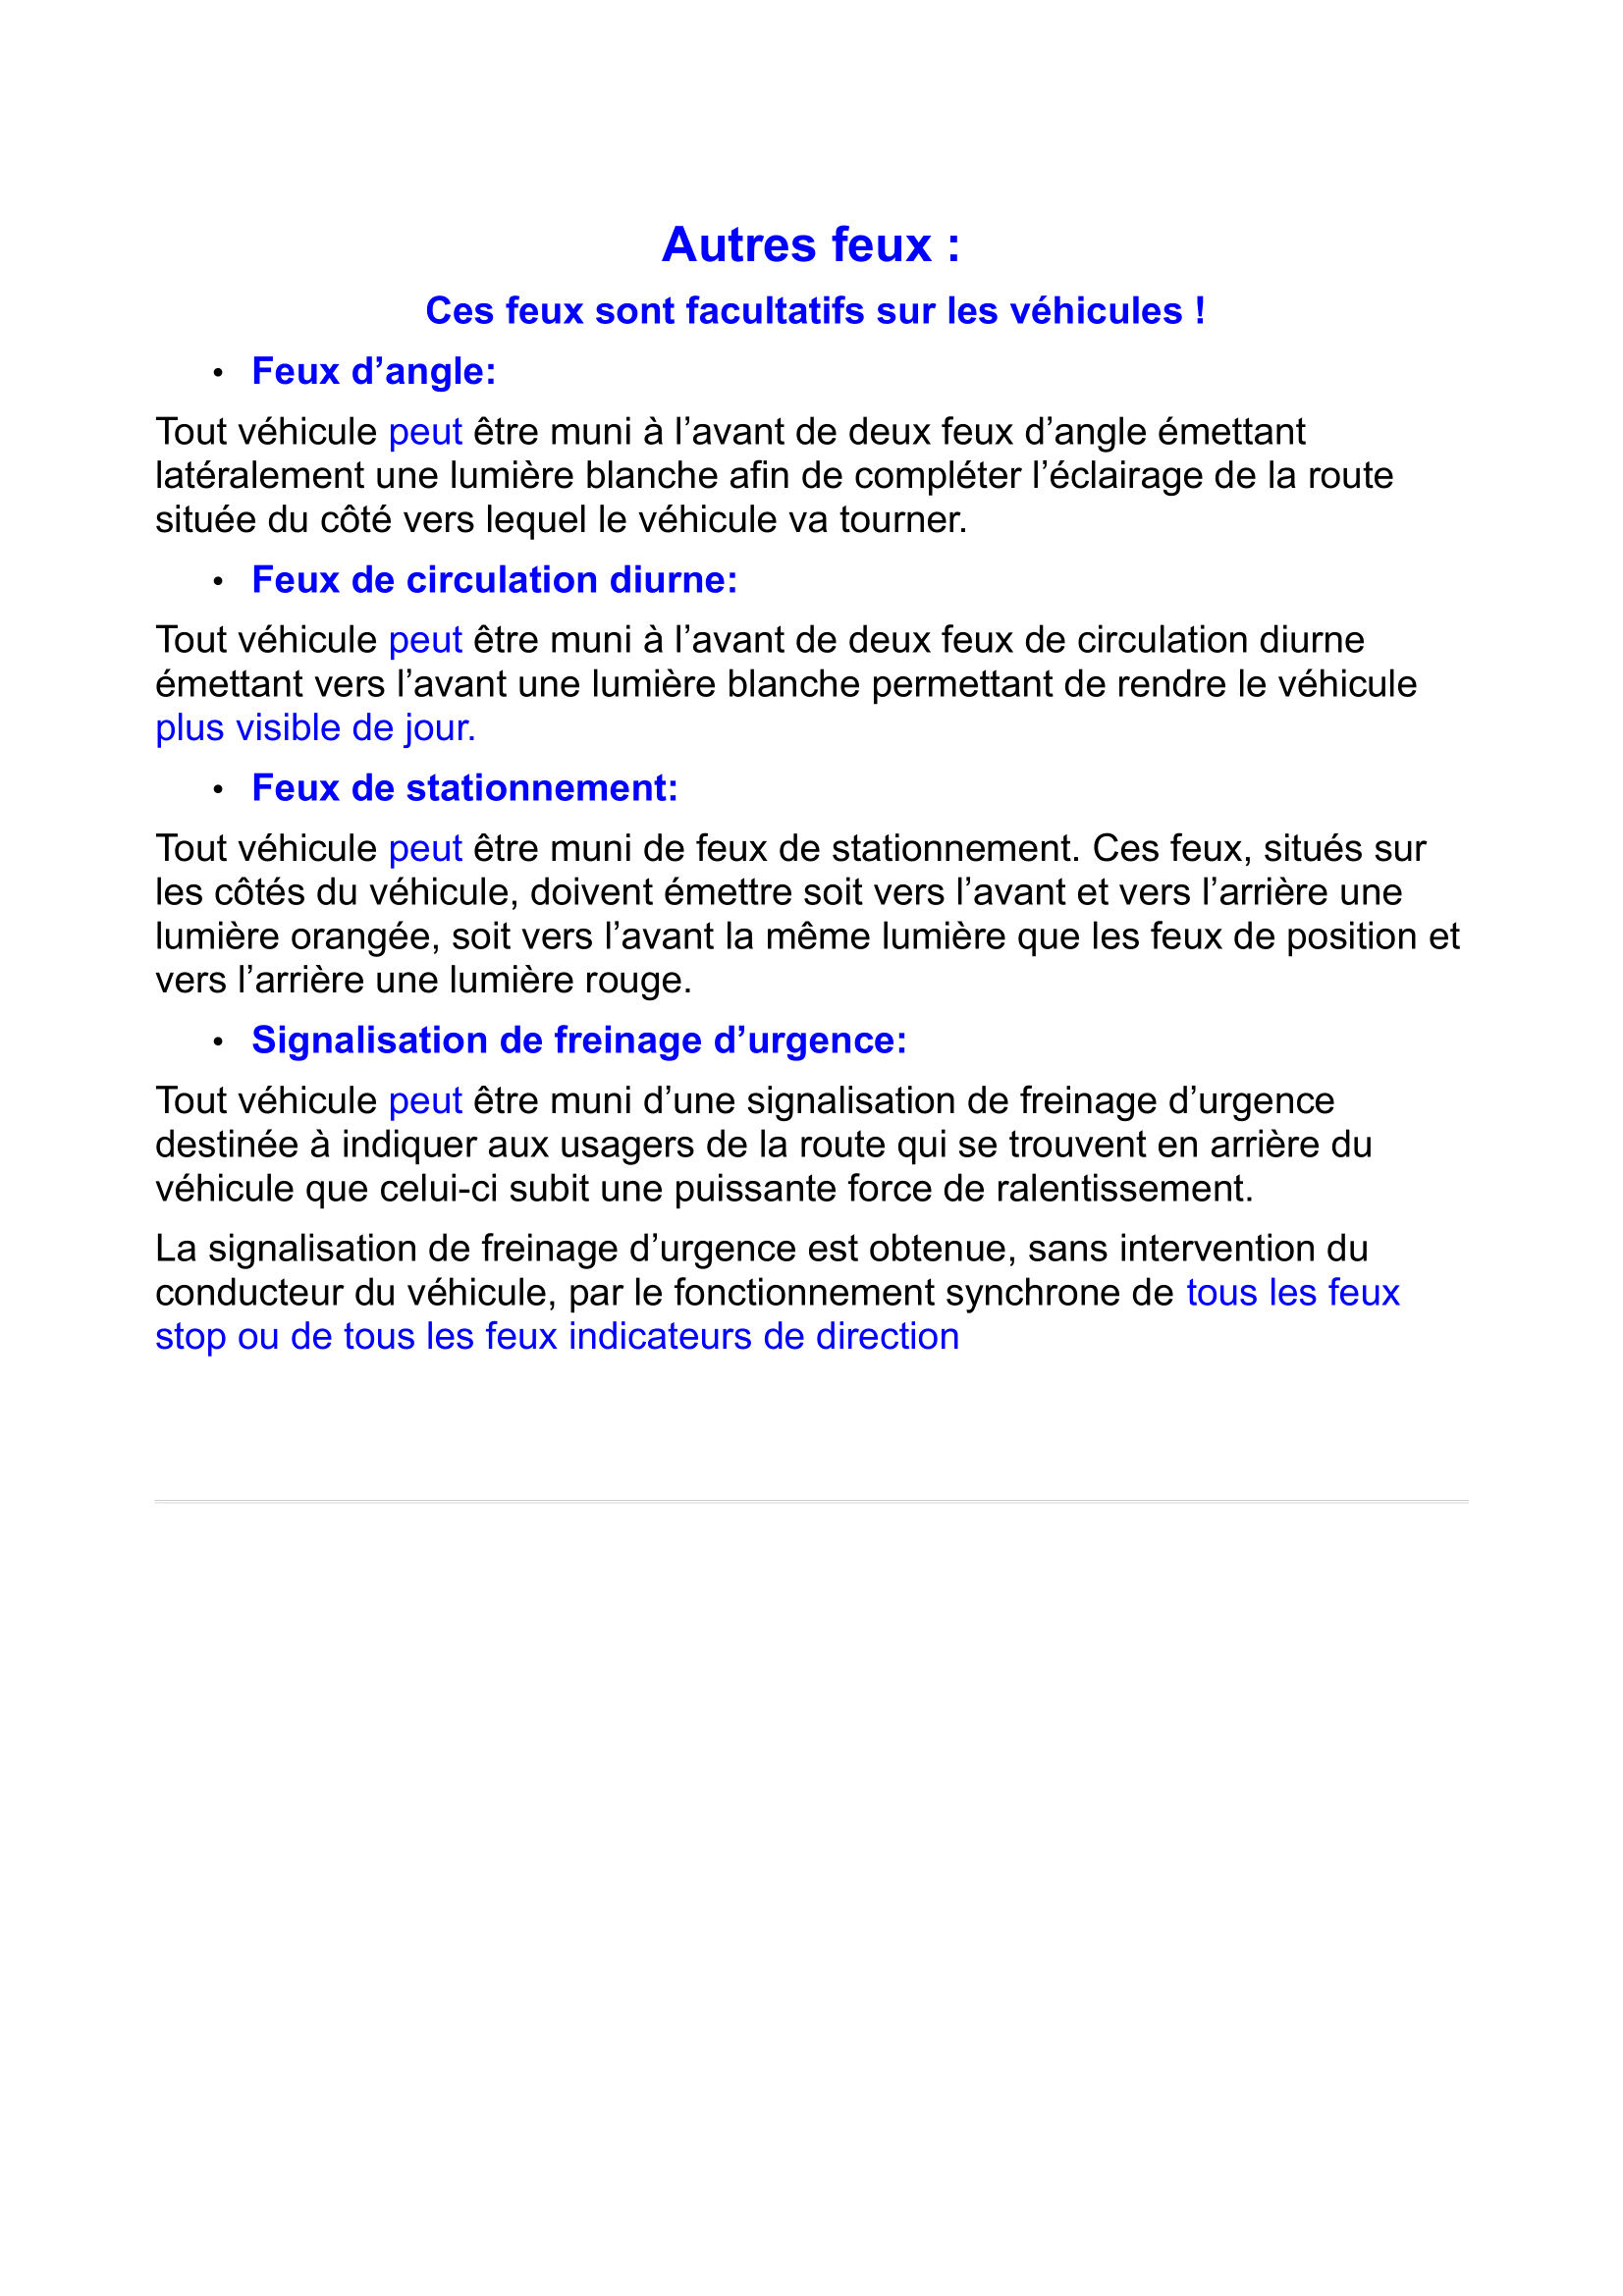 Autres feux :
Ces feux sont facultatifs sur les véhicules !
• Feux d’angle:
Tout véhicule peut être muni à l’avant de deux feux d’angle émettant
latéralement une lumière blanche afin de compléter l’éclairage de la route
située du côté vers lequel le véhicule va tourner.
• Feux de circulation diurne:
Tout véhicule peut être muni à l’avant de deux feux de circulation diurne
émettant vers l’avant une lumière blanche permettant de rendre le véhicule
plus visible de jour.
• Feux de stationnement:
Tout véhicule peut être muni de feux de stationnement. Ces feux, situés sur
les côtés du véhicule, doivent émettre soit vers l’avant et vers l’arrière une
lumière orangée, soit vers l’avant la même lumière que les feux de position et
vers l’arrière une lumière rouge.
• Signalisation de freinage d’urgence:
Tout véhicule peut être muni d’une signalisation de freinage d’urgence
destinée à indiquer aux usagers de la route qui se trouvent en arrière du
véhicule que celui-ci subit une puissante force de ralentissement.
La signalisation de freinage d’urgence est obtenue, sans intervention du
conducteur du véhicule, par le fonctionnement synchrone de tous les feux
stop ou de tous les feux indicateurs de direction